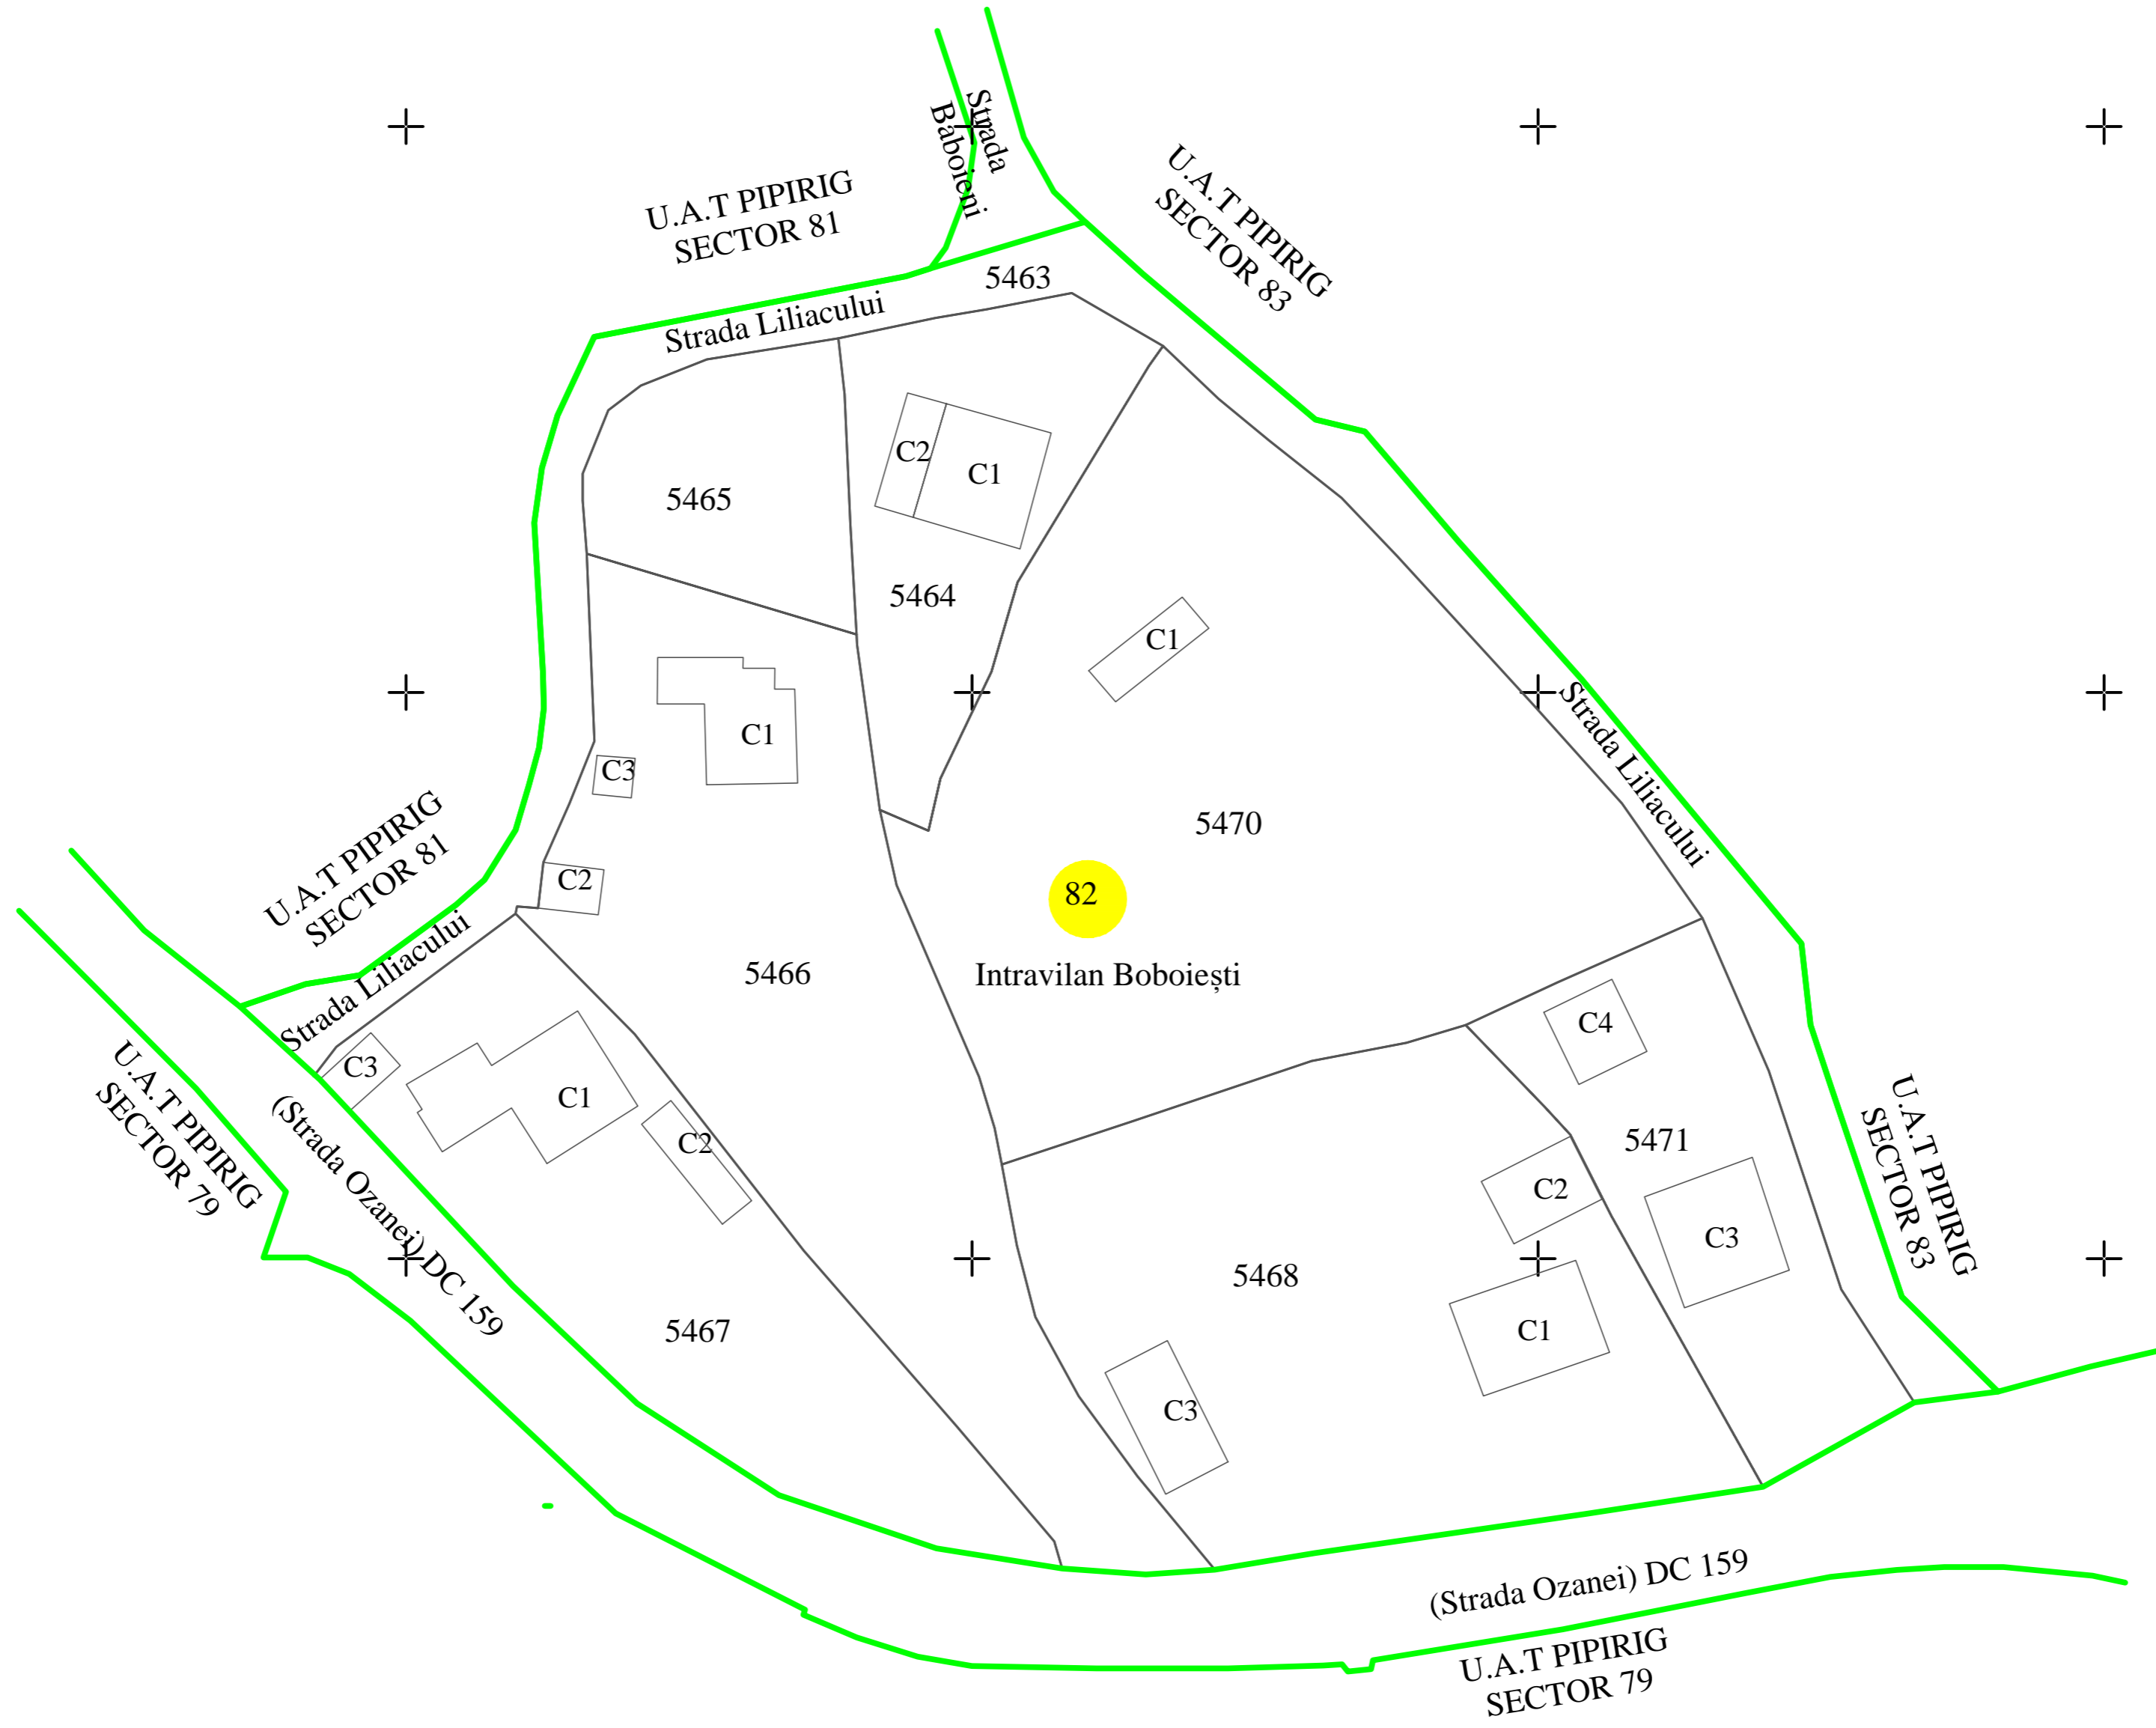 Strada
Baboieni
U.A.T PIPIRIG
SECTOR 81
U.A.T PIPIRIG
SECTOR 83
5463
Strada Liliacului
C2
C1
5465
5464
C1
C1
C3
Strada Liliacului
5470
U.A.T PIPIRIG
SECTOR 81
C2
82
Strada Liliacului
5466
Intravilan Boboiești
C4
C3
C1
U.A.T PIPIRIG
SECTOR 79
(Strada Ozanei) DC 159
C2
5471
U.A.T PIPIRIG
SECTOR 83
C2
C3
5468
5467
C1
C3
(Strada Ozanei) DC 159
U.A.T PIPIRIG
SECTOR 79